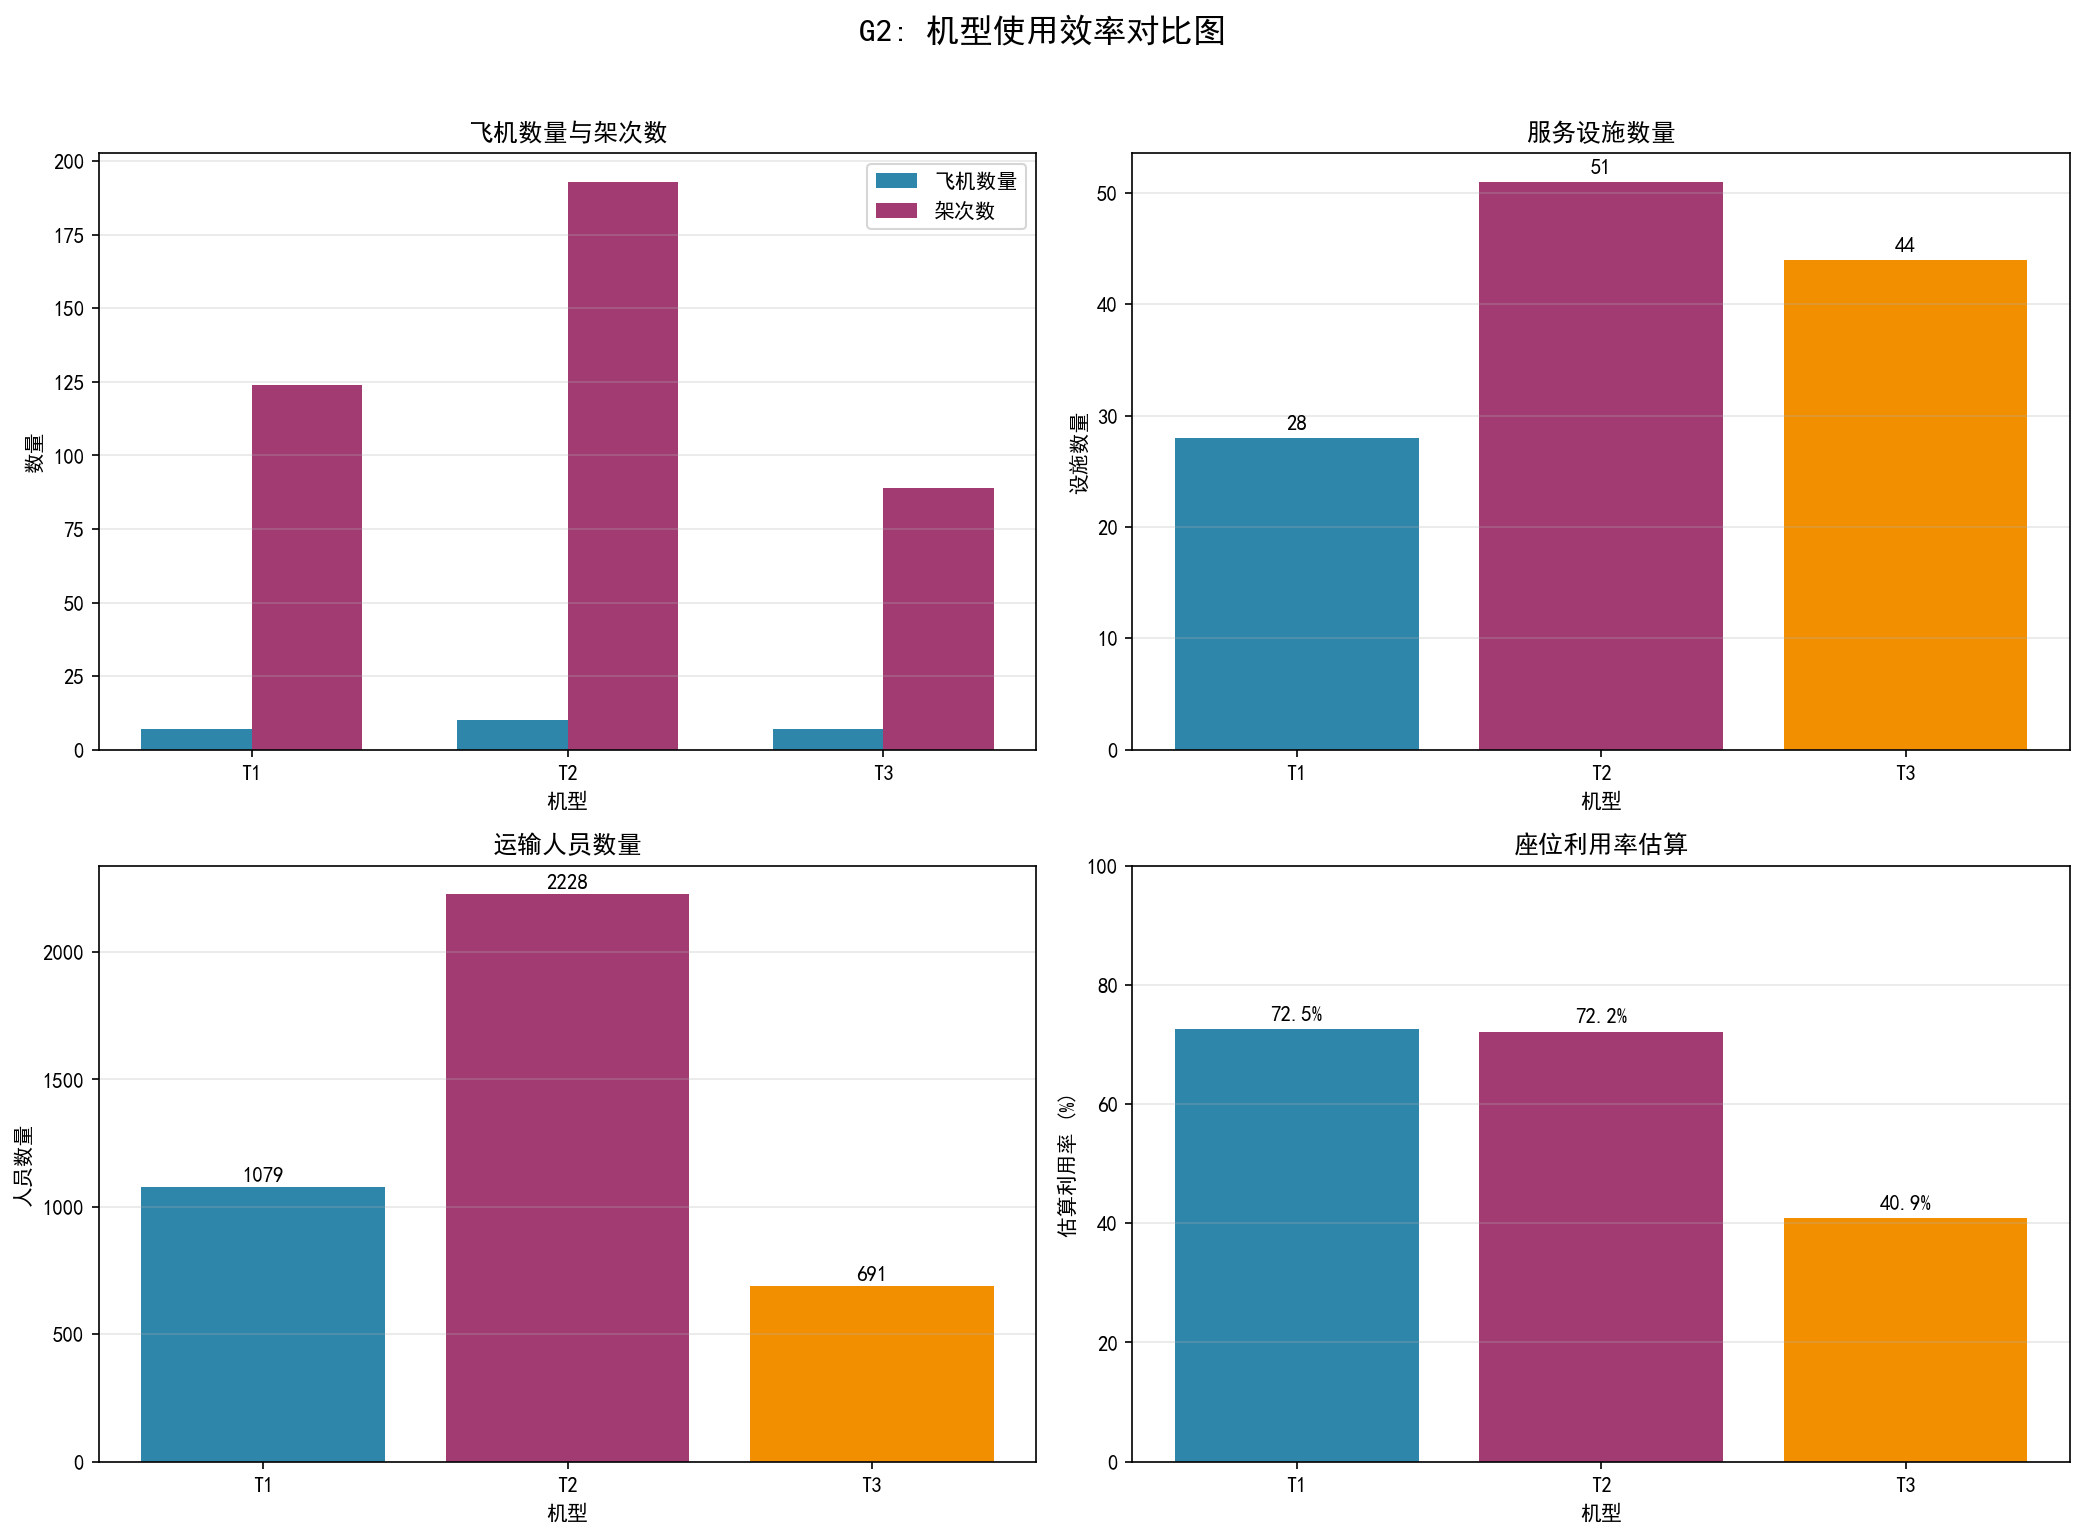 G2: 机型使用效率对比图
飞机数量与架次数
200
175
150
125
100
75
50
25
0
数量
飞机数量
架次数
T1
T2
T3
机型
服务设施数量
50
40
30
20
10
0
设施数量
28
51
44
T1
T2
T3
机型
运输人员数量
2000
1500
1000
500
0
人员数量
1079
2228
691
T1
T2
T3
机型
座位利用率估算
100
80
60
40
20
0
估算利用率 (%)
72.5%
72.2%
40.9%
T1
T2
T3
机型